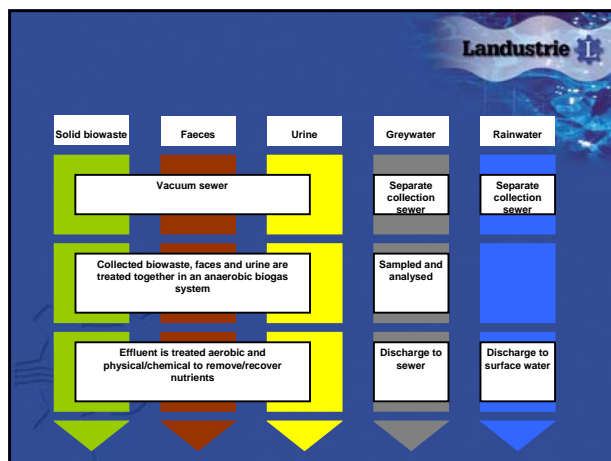 Landustrie L
Solid biowaste
Faeces
Urine
Greywater
Rainwater
Vacuum sewer
Separate
collection
sewer
Separate
collection
sewer
Collected biowaste, faces and urine are
treated together in an anaerobic biogas
system
Sampled and
analysed
Effluent is treated aerobic and
physical/chemical to remove/recover
nutrients
Discharge to
sewer
Discharge to
surface water